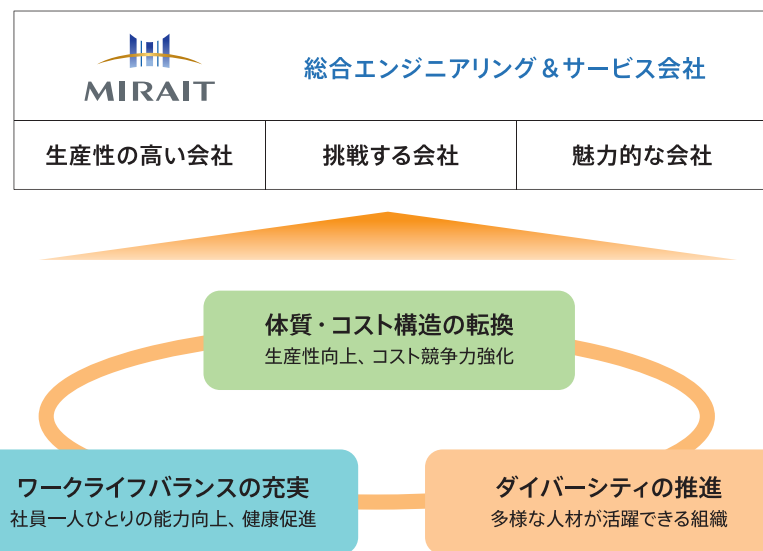 MIRAIT
総合エンジニアリング&サービス会社
生産性の高い会社
挑戦する会社
魅力的な会社
体質・コスト構造の転換
生産性向上、コスト競争力強化
ワークライフバランスの充実
社員一人ひとりの能力向上、健康促進
ダイバーシティの推進
多様な人材が活躍できる組織